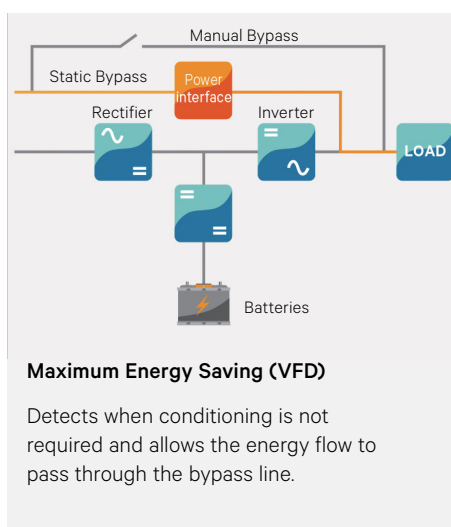 Manual Bypass
Static Bypass
Power
interface
Rectifier
Inverter
LOAD
Batteries
Maximum Energy Saving (VFD)
Detects when conditioning is not
required and allows the energy flow to
pass through the bypass line.